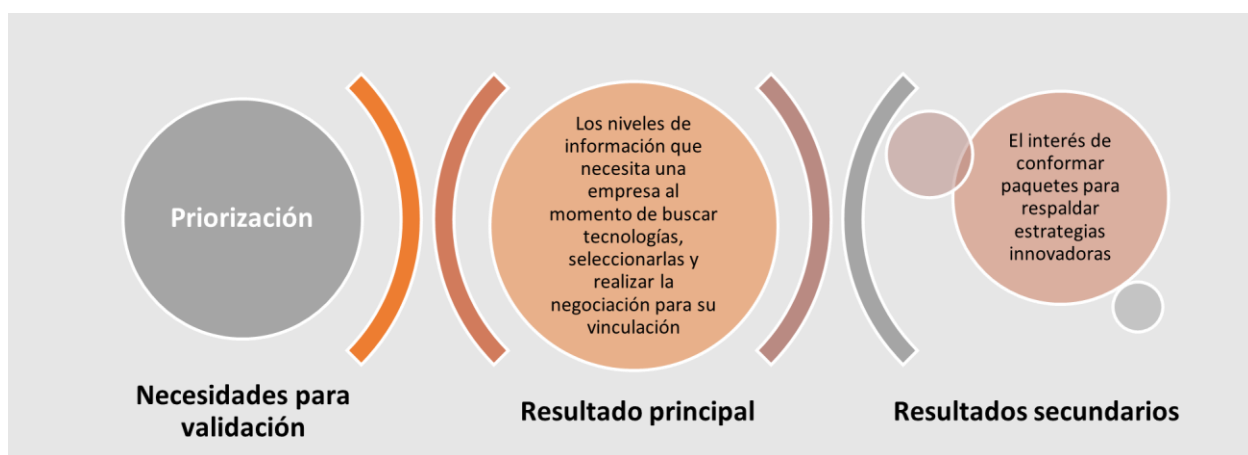 Priorización
Necesidades para
validación
Los niveles de
información que
necesita una
empresa al
momento de buscar
tecnologías,
seleccionarlas y
realizar la
negociación para su
vinculación
Resultado principal
El interés de
conformar
paquetes para
respaldar
estrategias
innovadoras
Resultados secundarios